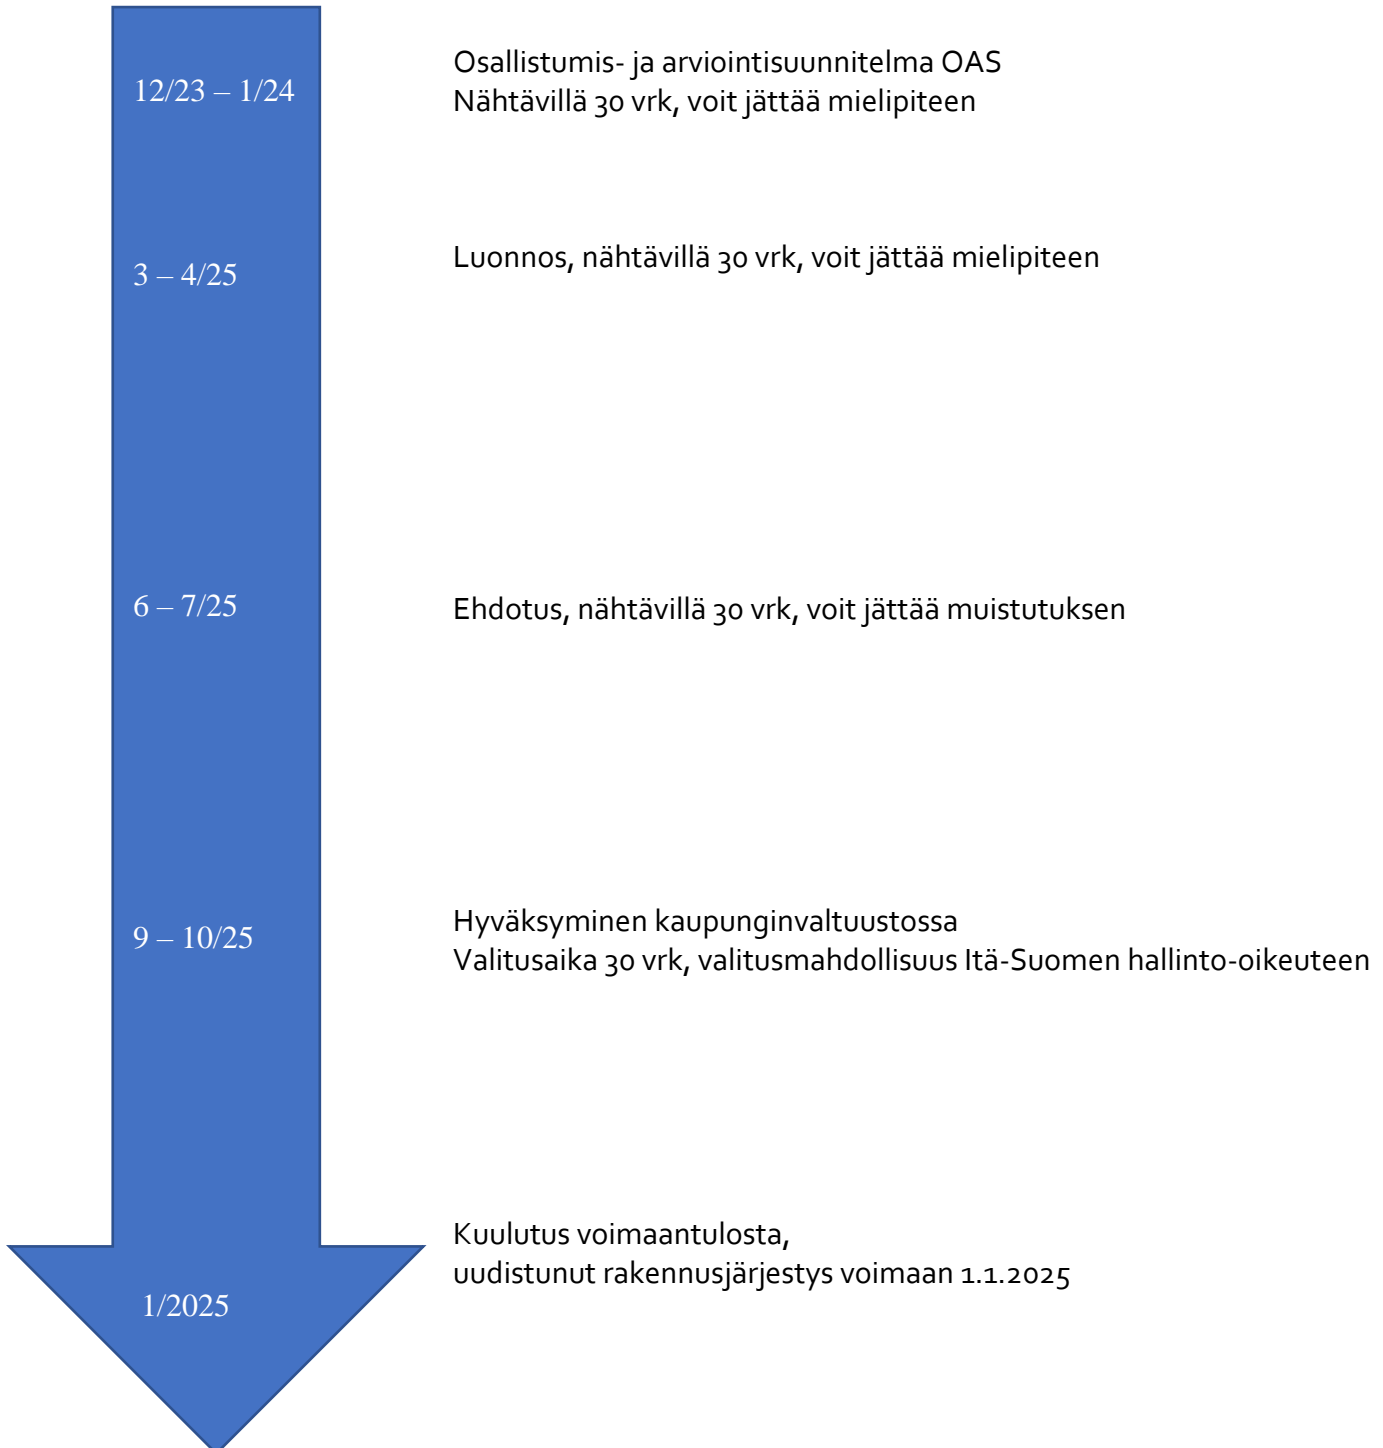 12/23 – 1/24
Osallistumis- ja arviointisuunnitelma OAS
Nähtävillä 30 vrk, voit jättää mielipiteen
3 – 4/25
Luonnos, nähtävillä 30 vrk, voit jättää mielipiteen
6 – 7/25
Ehdotus, nähtävillä 30 vrk, voit jättää muistutuksen
9 – 10/25
Hyväksyminen kaupunginvaltuustossa
Valitusaika 30 vrk, valitusmahdollisuus Itä-Suomen hallinto-oikeuteen
1/2025
Kuulutus voimaantulosta,
uudistunut rakennusjärjestys voimaan 1.1.2025